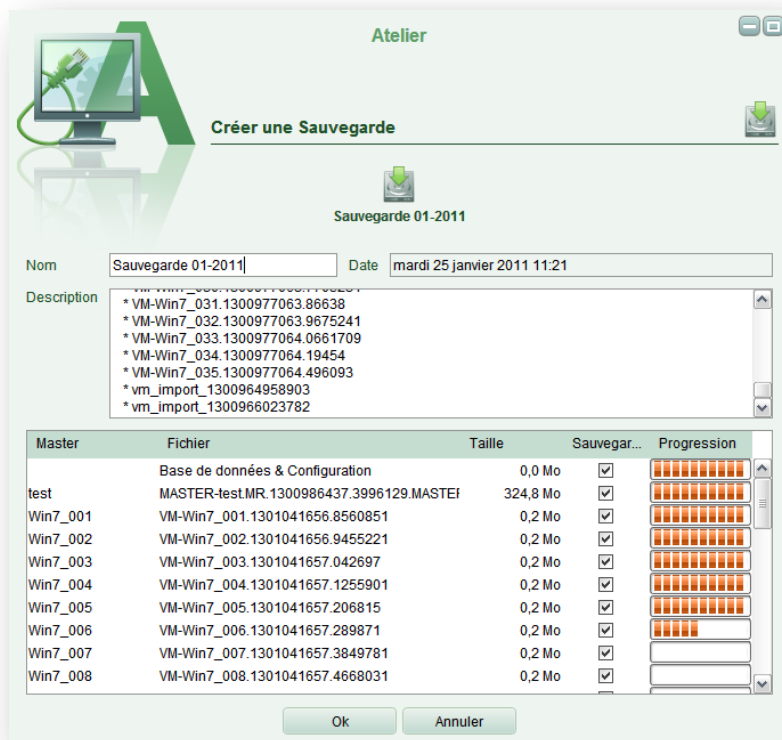 Atelier
Créer une Sauvegarde
Sauvegarde 01-2011
Nom Sauvegarde 01-2011 Date mardi 25 janvier 2011 11:21
Description
* VM-Win7_031.1300977063.86638
* VM-Win7_032.1300977063.9675241
* VM-Win7_033.1300977064.0661709
* VM-Win7_034.1300977064.19454
* VM-Win7_035.1300977064.496093
* vm_import_1300964958903
* vm_import_1300966023782
Master Fichier Taille Sauvegar... Progression
Base de données & Configuration 0,0 Mo
test MASTER-test.MR.1300986437.3996129.MASTER 324,8 Mo
Win7_001 VM-Win7_001.1301041656.8560851 0,2 Mo
Win7_002 VM-Win7_002.1301041656.9455221 0,2 Mo
Win7_003 VM-Win7_003.1301041657.042697 0,2 Mo
Win7_004 VM-Win7_004.1301041657.1255901 0,2 Mo
Win7_005 VM-Win7_005.1301041657.206815 0,2 Mo
Win7_006 VM-Win7_006.1301041657.289871 0,2 Mo
Win7_007 VM-Win7_007.1301041657.3849781 0,2 Mo
Win7_008 VM-Win7_008.1301041657.4668031 0,2 Mo
Ok Annuler